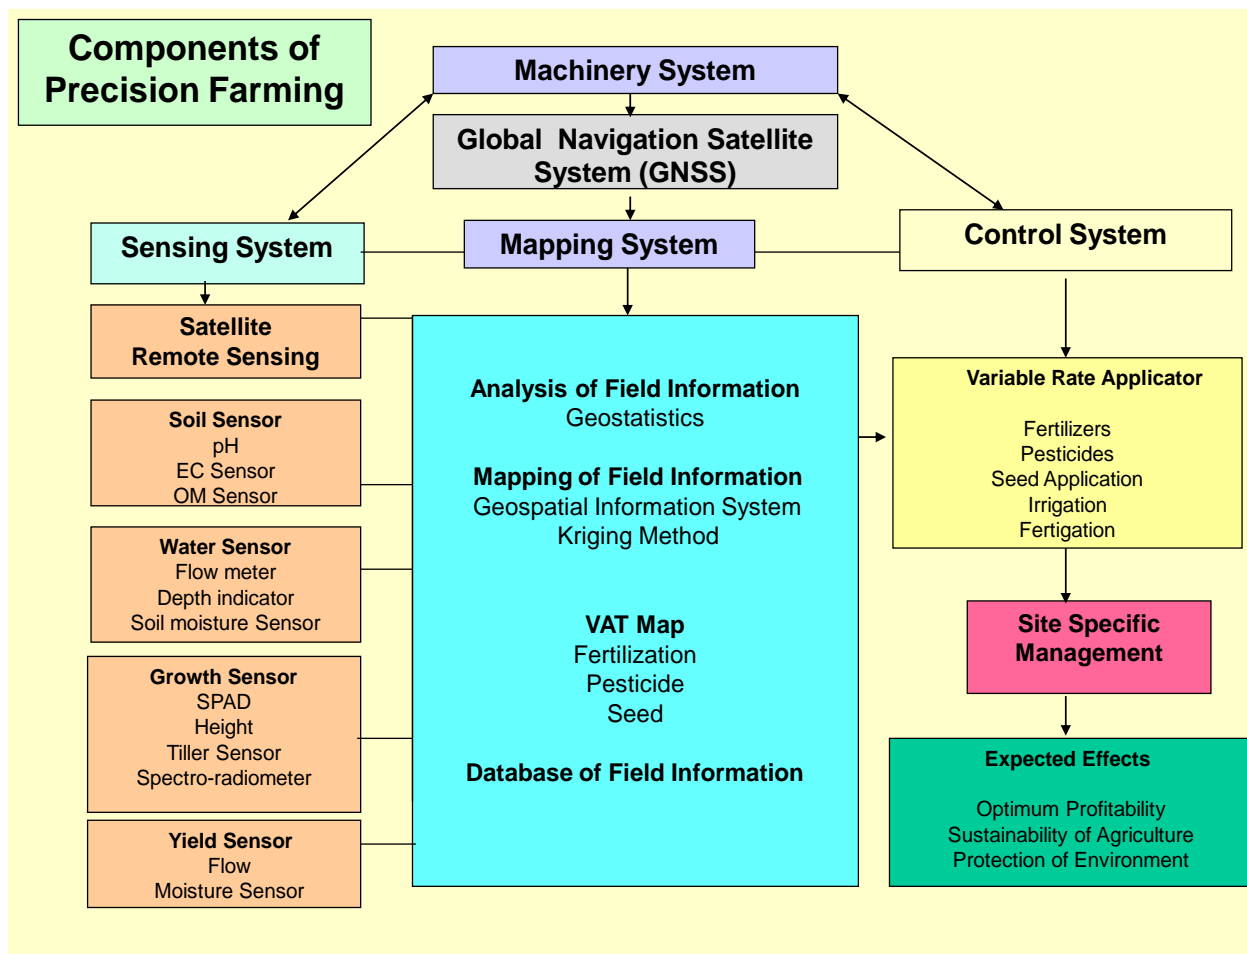 Components of
Precision Farming
Machinery System
Global Navigation Satellite
System (GNSS)
Sensing System
Mapping System
Control System
Satellite
Remote Sensing
Soil Sensor
pH
EC Sensor
OM Sensor
Water Sensor
Flow meter
Depth indicator
Soil moisture Sensor
Growth Sensor
SPAD
Height
Tiller Sensor
Spectro-radiometer
Yield Sensor
Flow
Moisture Sensor
Analysis of Field Information
Geostatistics
Mapping of Field Information
Geospatial Information System
Kriging Method
VAT Map
Fertilization
Pesticide
Seed
Database of Field Information
Variable Rate Applicator
Fertilizers
Pesticides
Seed Application
Irrigation
Fertigation
Site Specific
Management
Expected Effects
Optimum Profitability
Sustainability of Agriculture
Protection of Environment